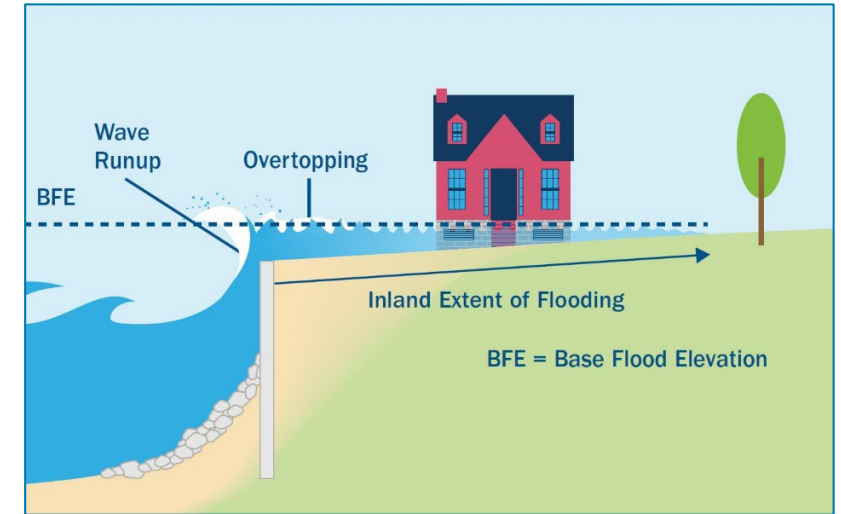 Wave
Runup
Overtopping
BFE
Inland Extent of Flooding
BFE = Base Flood Elevation